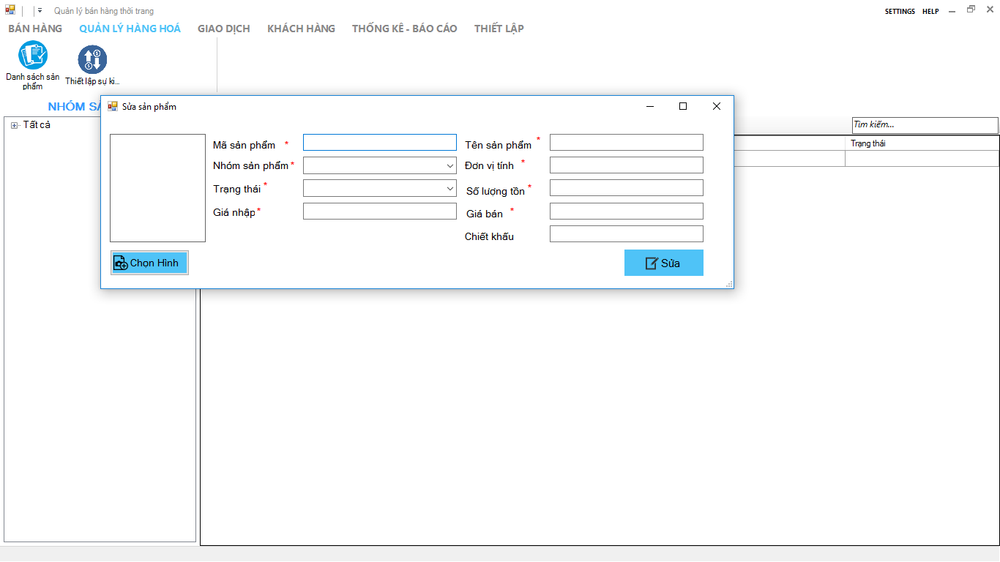 Quản lý bán hàng thời trang
SETTINGS HELP
BÁN HÀNG QUẢN LÝ HÀNG HOÁ GIAO DỊCH KHÁCH HÀNG THỐNG KÊ - BÁO CÁO THIẾT LẬP
Danh sách sản
phẩm
Thiết lập sự ki...
NHÓM
Tất cả
Tìm kiếm...
Trạng thái
Sửa sản phẩm
Mã sản phẩm * Tên sản phẩm *
Nhóm sản phẩm * Đơn vị tính *
Trạng thái * Số lượng tồn *
Giá nhập * Giá bán *
Chiết khấu
Chọn Hình Sửa